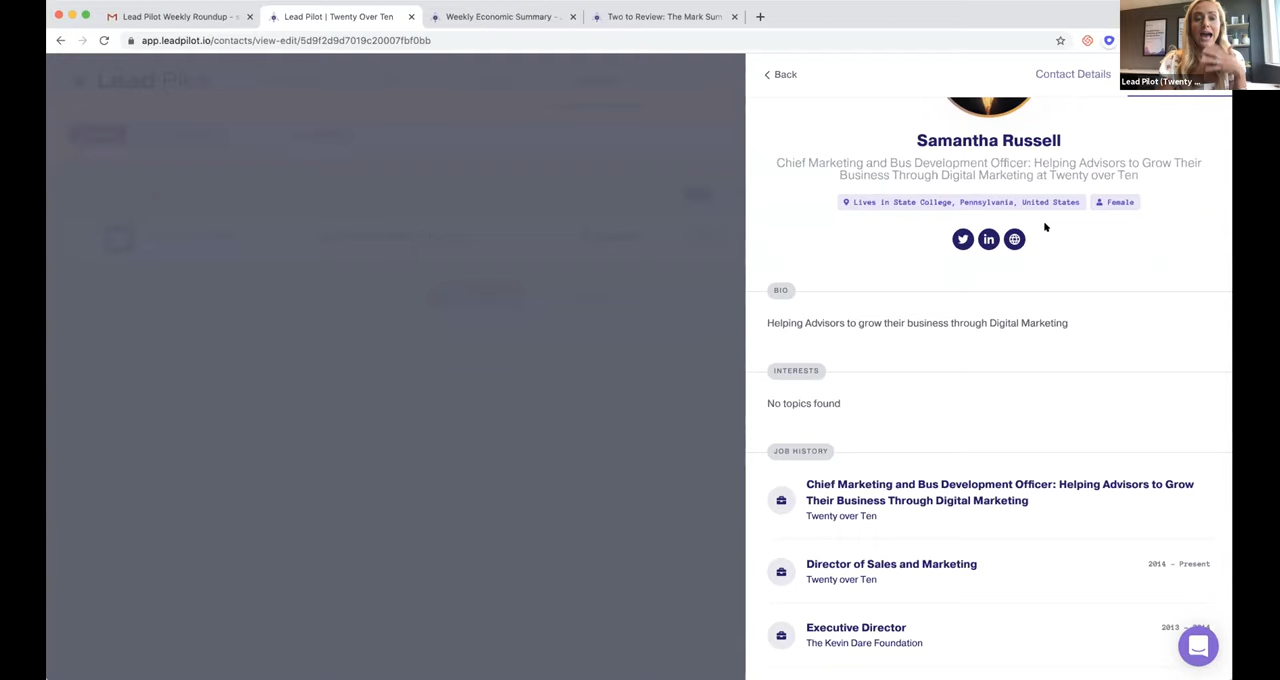 Lead Pilot Weekly Roundup - s
Lead Pilot | Twenty Over Ten
Weekly Economic Summary -
Two to Review: The Mark Sum
app.leadpilot.io/contacts/view-edit/5d9f2d9d7019c20007fbf0bb
Lead Pilot (Twenty ...
Lead Pilot
Back
Contact Details
Samantha Russell
Chief Marketing and Bus Development Officer: Helping Advisors to Grow Their
Business Through Digital Marketing at Twenty over Ten
Lives in State College, Pennsylvania, United States
Female
BIO
Helping Advisors to grow their business through Digital Marketing
INTERESTS
No topics found
JOB HISTORY
Chief Marketing and Bus Development Officer: Helping Advisors to Grow
Their Business Through Digital Marketing
Twenty over Ten
Director of Sales and Marketing
2014 – Present
Twenty over Ten
Executive Director
2013 –
The Kevin Dare Foundation